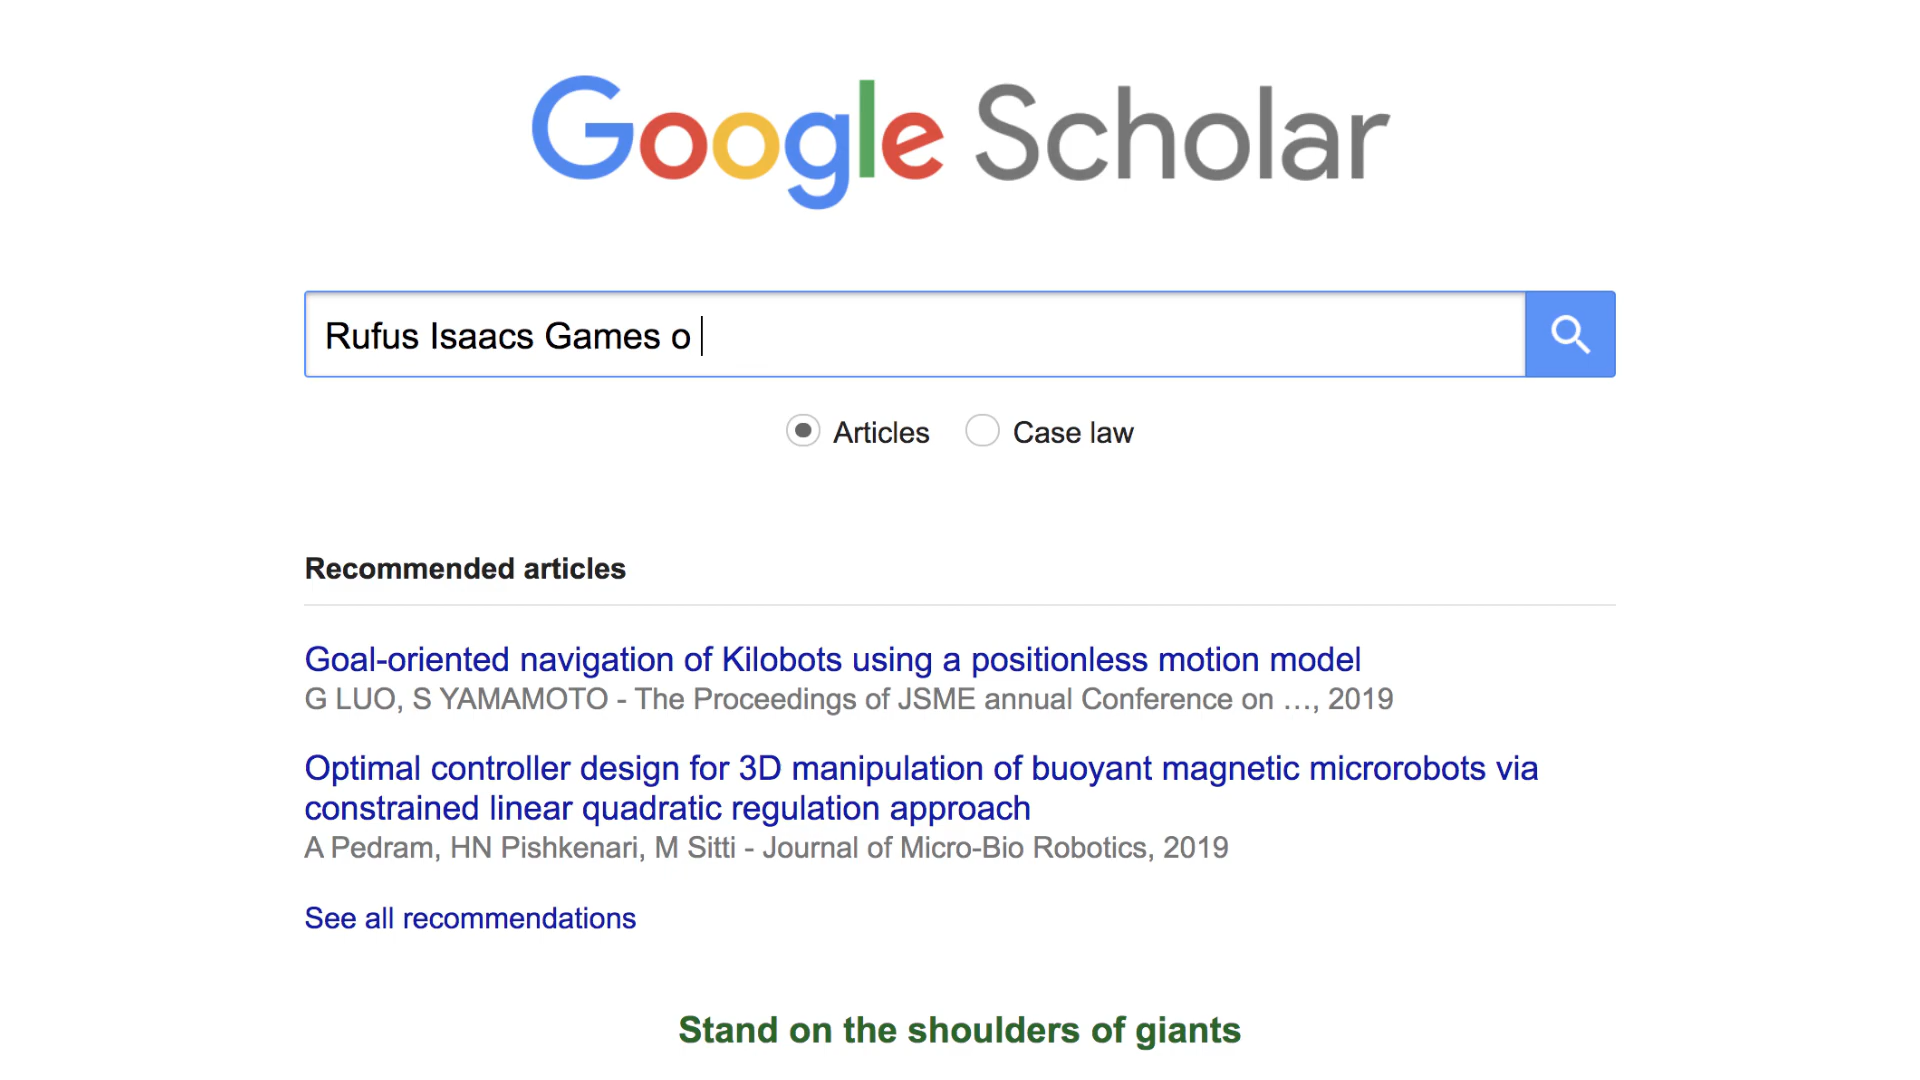 Google Scholar
Rufus Isaacs Games o
Articles Case law
Recommended articles
Goal-oriented navigation of Kilobots using a positionless motion model
G LUO, S YAMAMOTO - The Proceedings of JSME annual Conference on …, 2019
Optimal controller design for 3D manipulation of buoyant magnetic microrobots via
constrained linear quadratic regulation approach
A Pedram, HN Pishkenari, M Sitti - Journal of Micro-Bio Robotics, 2019
See all recommendations
Stand on the shoulders of giants